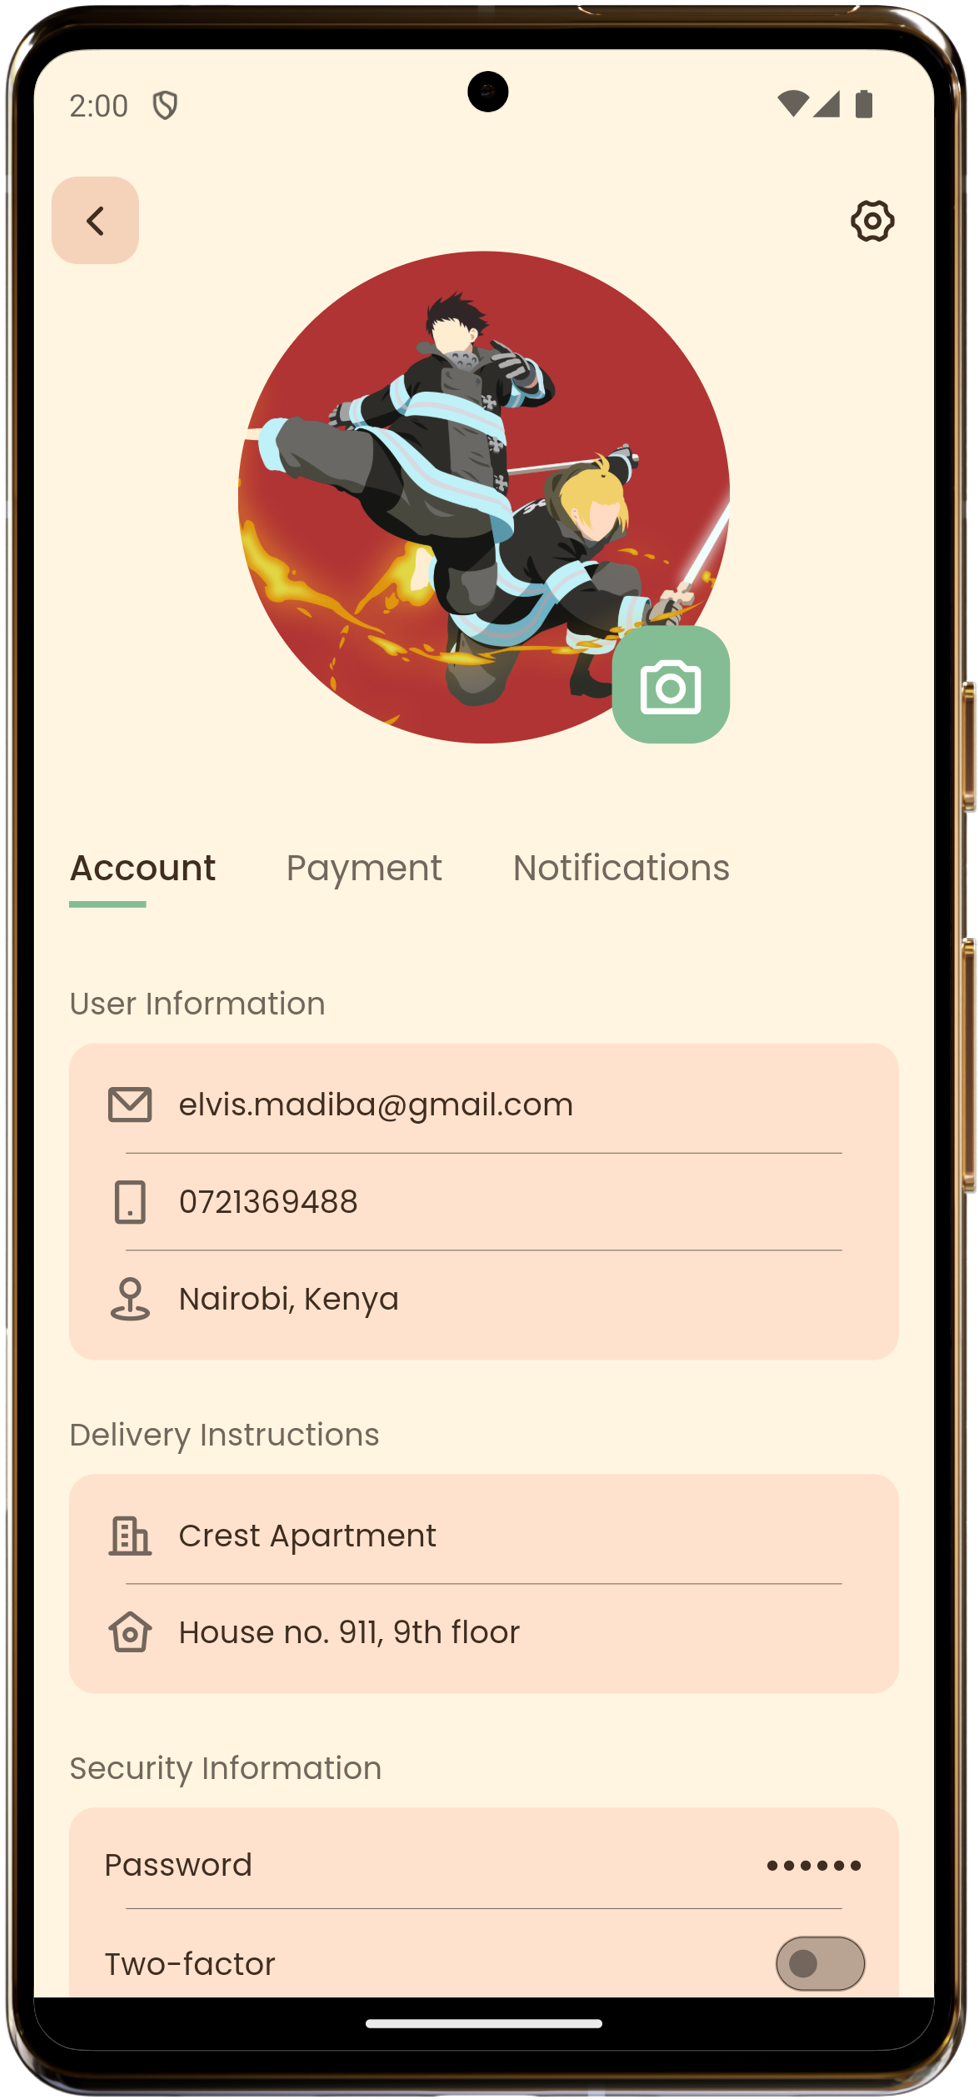 2:00
Account Payment Notifications
User Information
elvis.madiba@gmail.com
0721369488
Nairobi, Kenya
Delivery Instructions
Crest Apartment
House no. 911, 9th floor
Security Information
Password ••••••
Two-factor